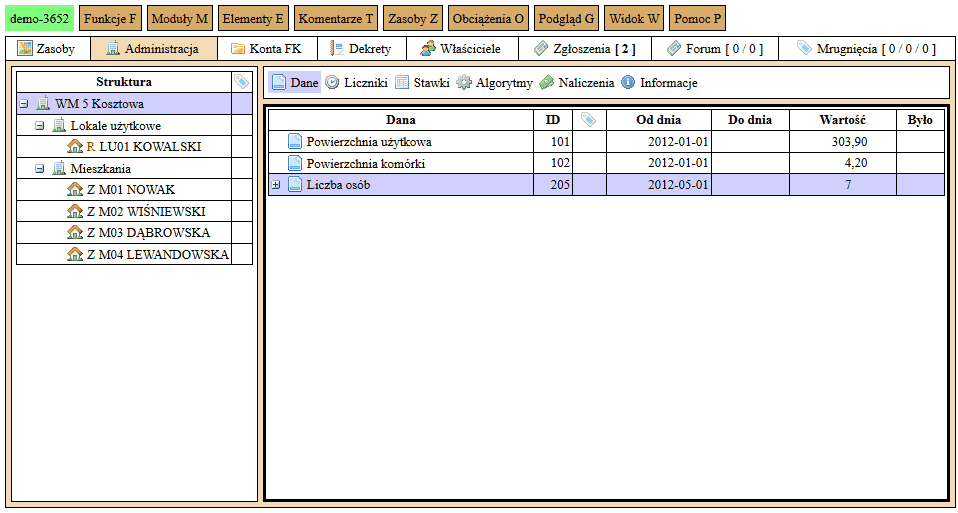 demo-3652 Funkcje F Moduły M Elementy E Komentarze T Zasoby Z Obciążenia O Podgląd G Widok W Pomoc P
Zasoby Administracja Konta FK Dekrety Właściciele Zgłoszenia [ 2 ] Forum [ 0 / 0 ] Mrugnięcia [ 0 / 0 / 0 ]
Struktura
WM 5 Kosztowa
Lokale użytkowe
R LU01 KOWALSKI
Mieszkania
Z M01 NOWAK
Z M02 WIŚNIEWSKI
Z M03 DĄBROWSKA
Z M04 LEWANDOWSKA
Dane Liczniki Stawki Algorytmy Naliczenia Informacje
Dana ID Od dnia Do dnia Wartość Było
Powierzchnia użytkowa 101 2012-01-01 303,90
Powierzchnia komórki 102 2012-01-01 4,20
Liczba osób 205 2012-05-01 7